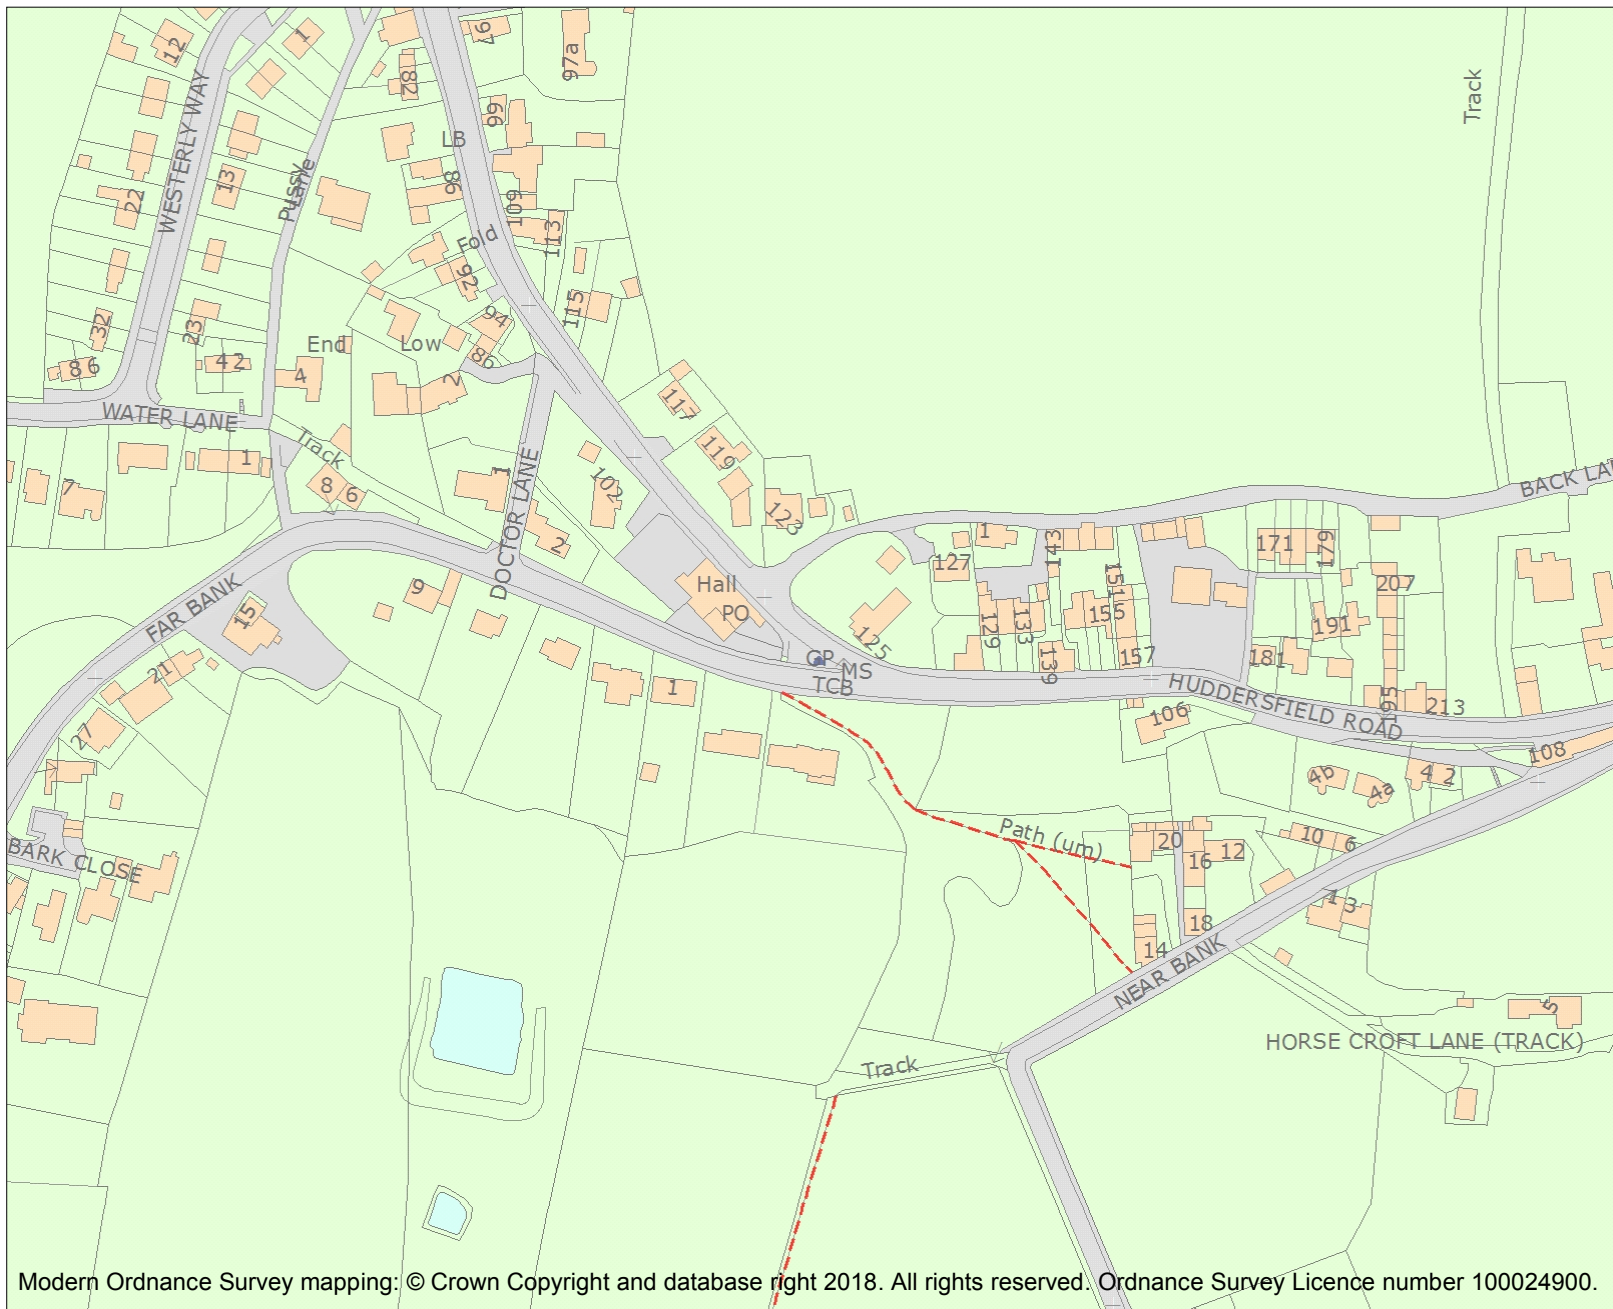 97
97a
Track
12
1
WESTERLY WAY
82
99
LB
Pussy
Lane
22
13
98
109
113
Fold
92
115
32
23
94
End
Low
86
8 6
4 2
4
2
117
WATER LANE
Track
1
119
BACK LA
7
8 6
1
102
123
DOCTOR LANE
2
1
143
171
179
127
Hall
PO
9
151
207
FAR BANK
15
125
129
133
155
191
139
157
181
21
GP
MS
TCB
1
HUDDERSFIELD ROAD
195
213
106
27
108
4b
4a
4 2
Path (um)
20
16
12
10
6
BARK CLOSE
1 3
18
14
NEAR BANK
5
HORSE CROFT LANE (TRACK)
Track
Modern Ordnance Survey mapping: © Crown Copyright and database right 2018. All rights reserved. Ordnance Survey Licence number 100024900.